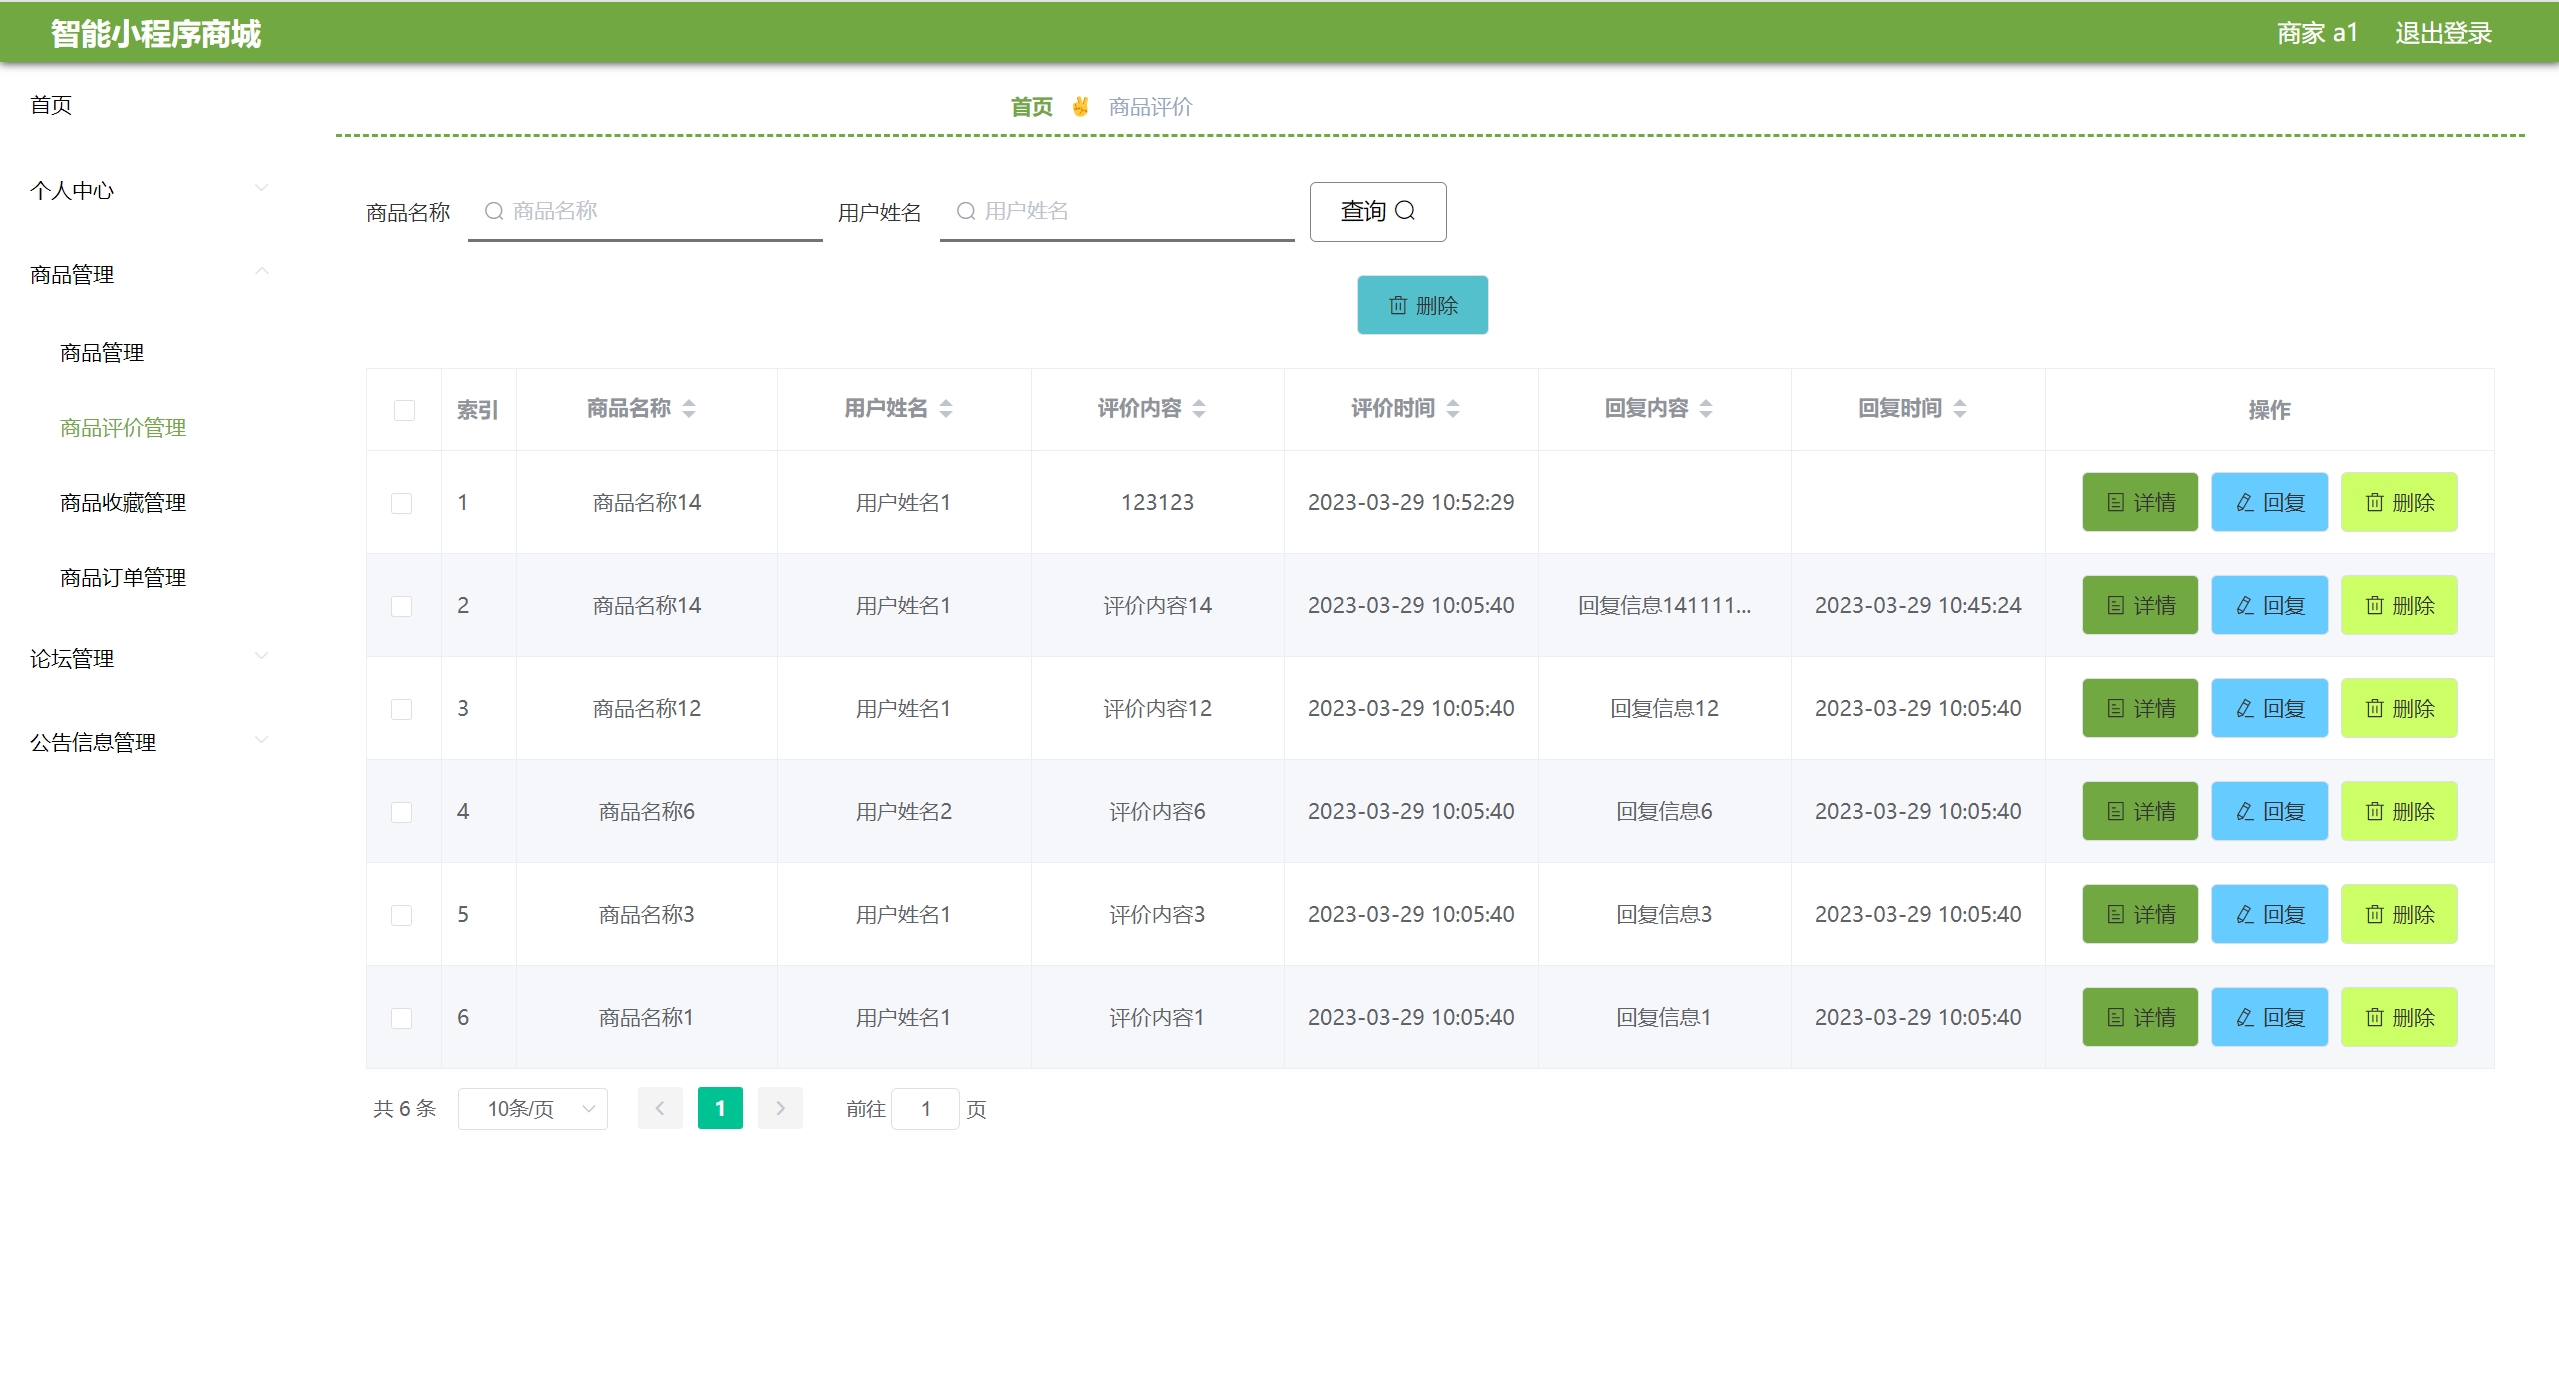 智能小程序商城 商家 a1 退出登录
首页
个人中心
商品管理
商品管理
商品评价管理
商品收藏管理
商品订单管理
论坛管理
公告信息管理
首页 ✌ 商品评价
商品名称 商品名称 用户姓名 用户姓名 查询
删除
索引 商品名称 用户姓名 评价内容 评价时间 回复内容 回复时间 操作
1 商品名称14 用户姓名1 123123 2023-03-29 10:52:29 详情 回复 删除
2 商品名称14 用户姓名1 评价内容14 2023-03-29 10:05:40 回复信息141111... 2023-03-29 10:45:24 详情 回复 删除
3 商品名称12 用户姓名1 评价内容12 2023-03-29 10:05:40 回复信息12 2023-03-29 10:05:40 详情 回复 删除
4 商品名称6 用户姓名2 评价内容6 2023-03-29 10:05:40 回复信息6 2023-03-29 10:05:40 详情 回复 删除
5 商品名称3 用户姓名1 评价内容3 2023-03-29 10:05:40 回复信息3 2023-03-29 10:05:40 详情 回复 删除
6 商品名称1 用户姓名1 评价内容1 2023-03-29 10:05:40 回复信息1 2023-03-29 10:05:40 详情 回复 删除
共 6 条 10条/页 1 前往 1 页